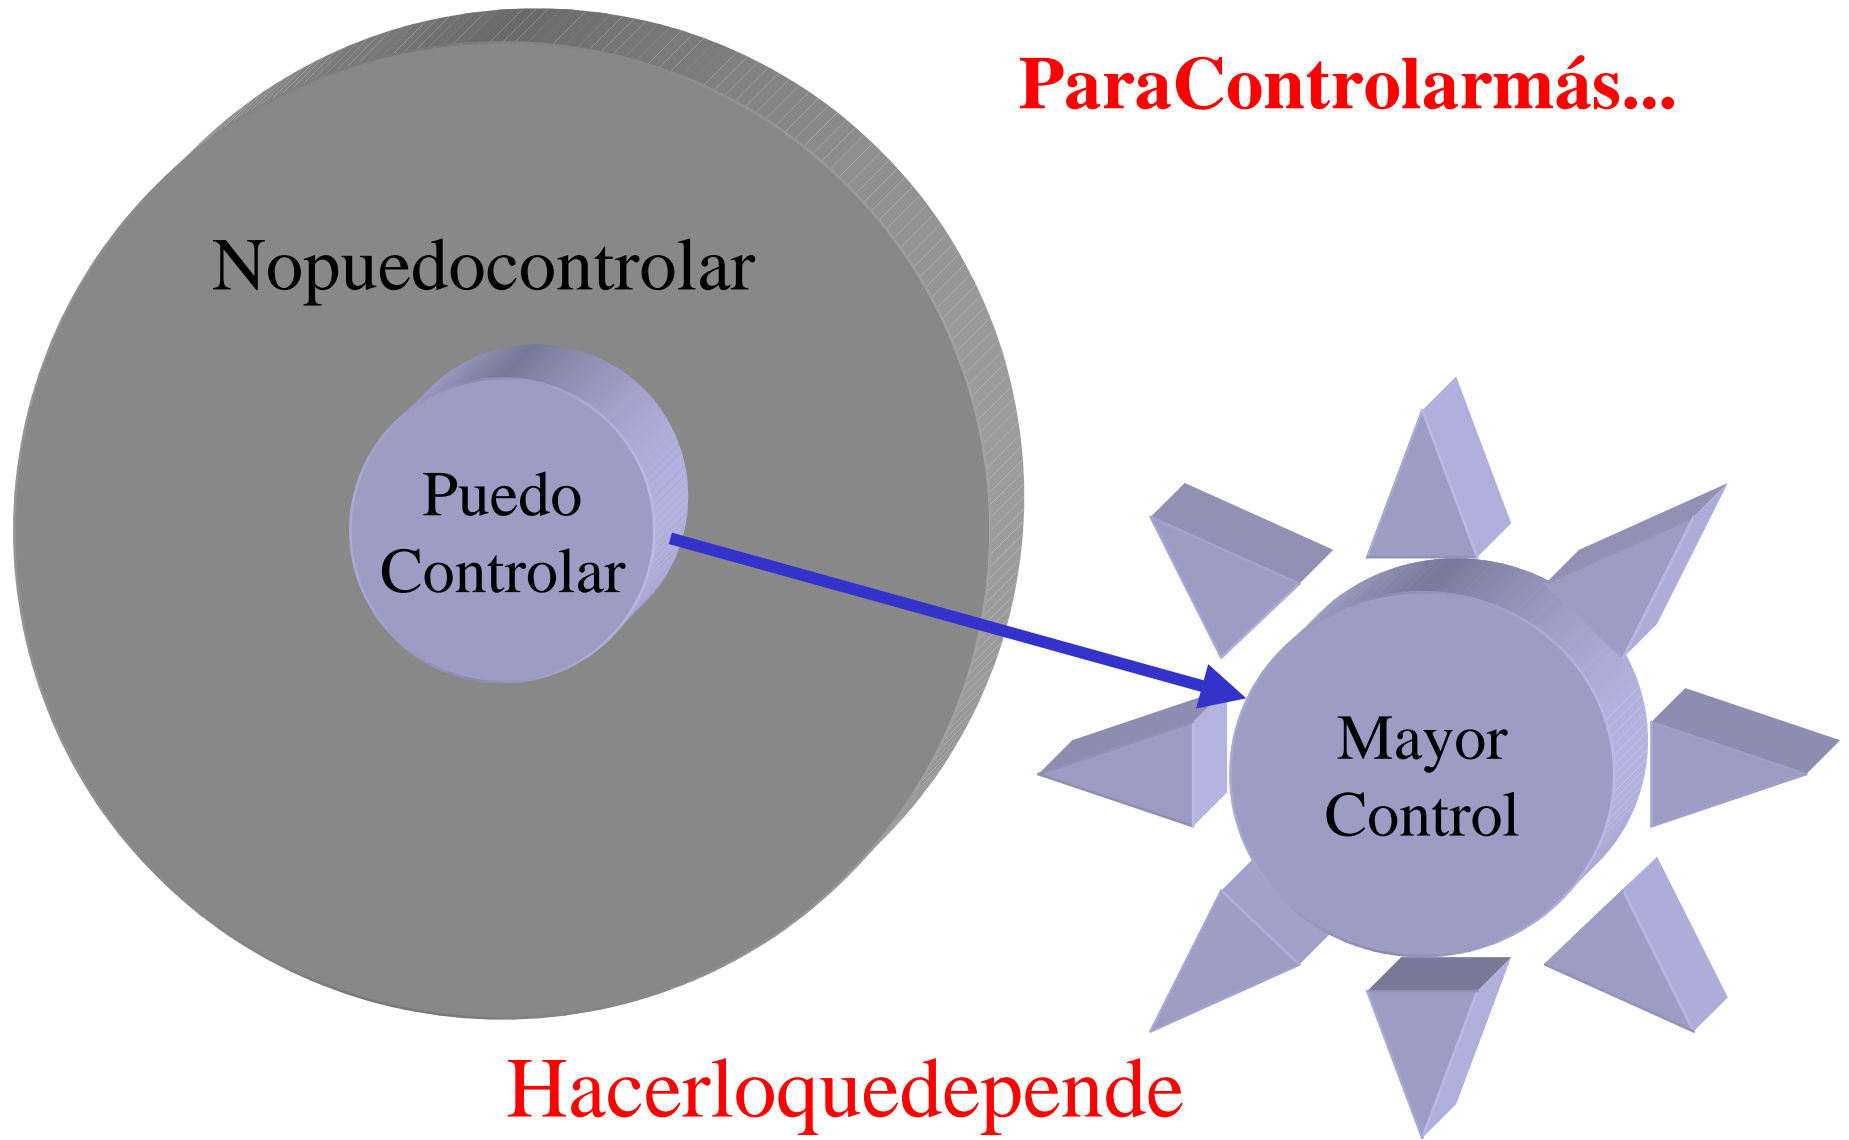 ParaControlarmás...
Nopuedocontrolar
Puedo
Controlar
Mayor
Control
Hacerloquedepende